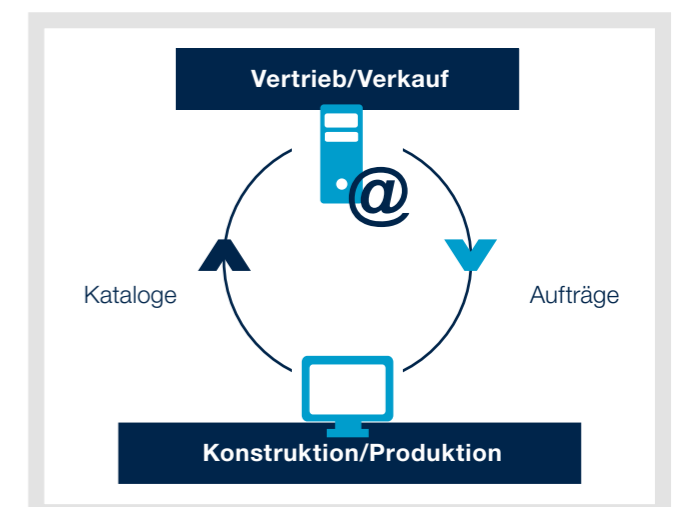 Vertrieb/Verkauf
@
Kataloge
Aufträge
Konstruktion/Produktion